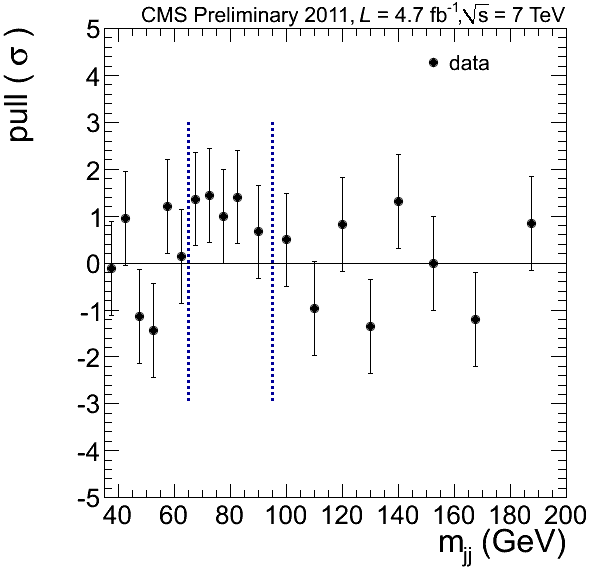 CMS Preliminary 2011, L = 4.7 fb⁻¹,√s = 7 TeV
pull ( σ )
data
5
4
3
2
1
0
-1
-2
-3
-4
-5
40 60 80 100 120 140 160 180 200
m_jj (GeV)